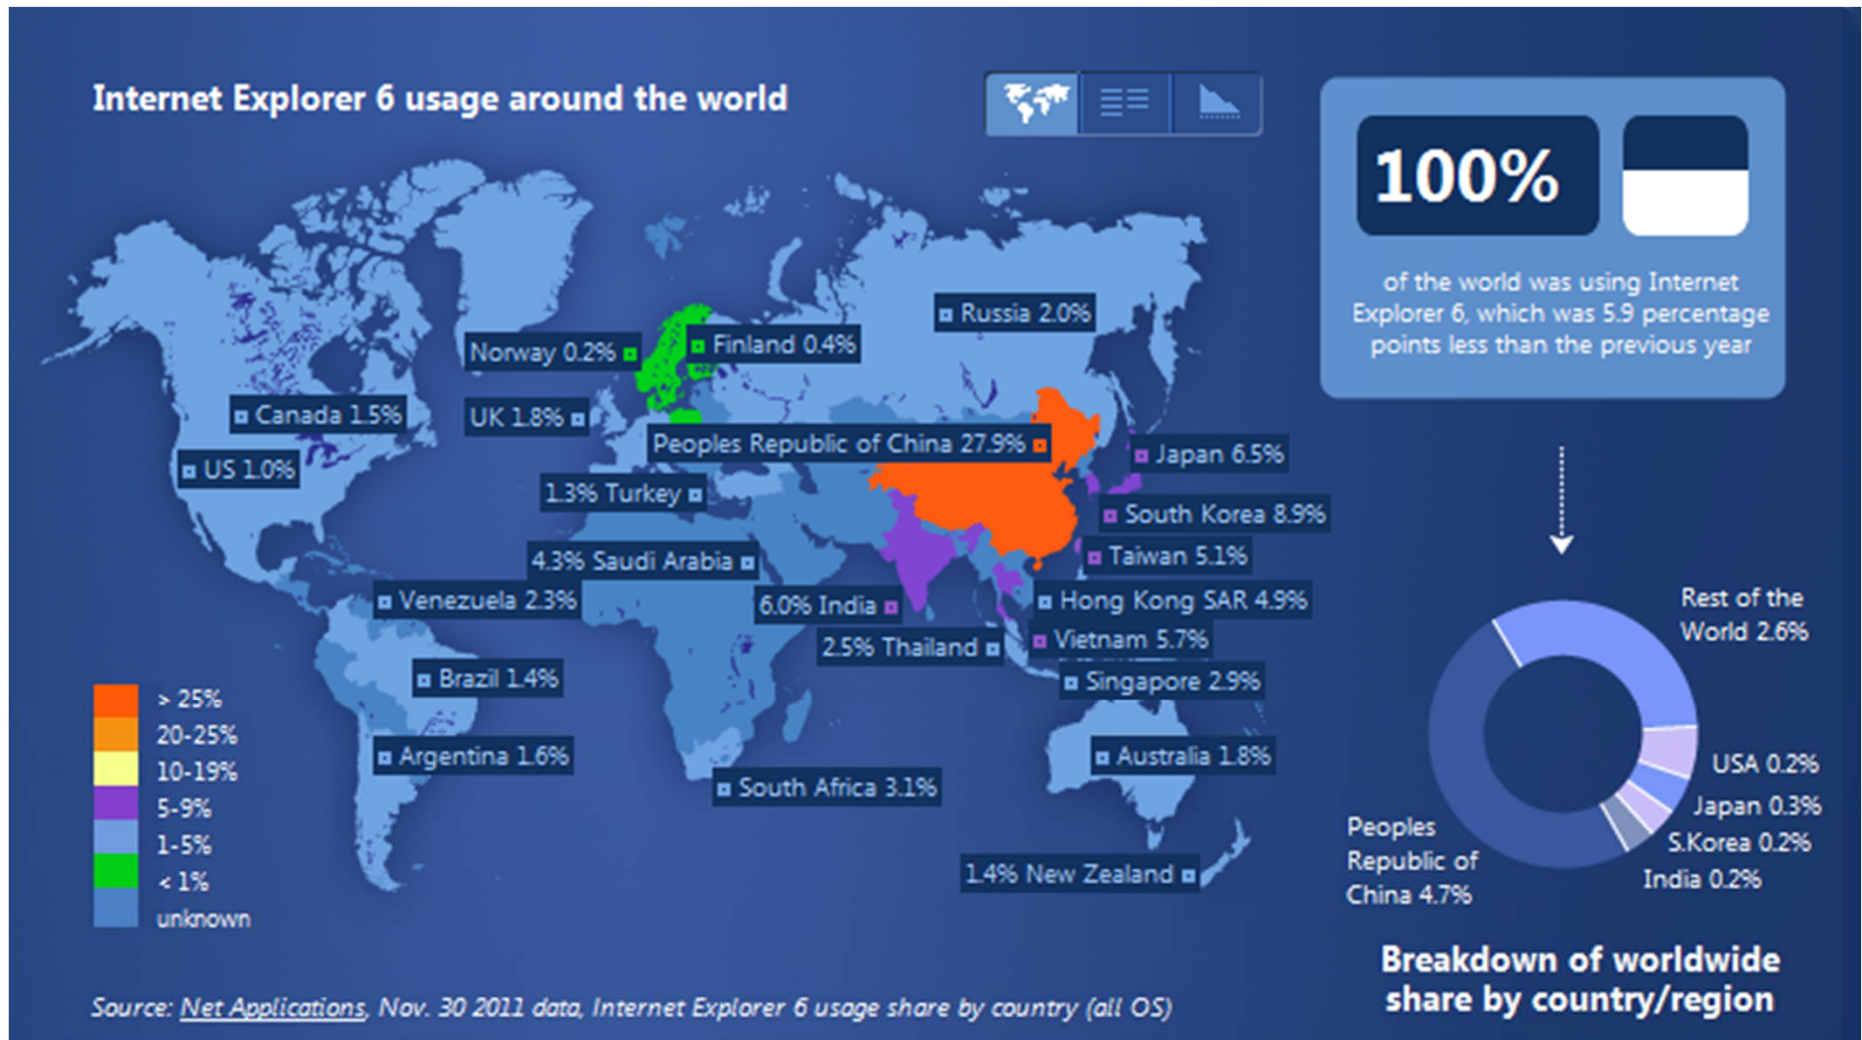 Internet Explorer 6 usage around the world
100%
of the world was using Internet
Explorer 6, which was 5.9 percentage
points less than the previous year
Russia 2.0%
Norway 0.2%
Finland 0.4%
Canada 1.5%
UK 1.8%
Peoples Republic of China 27.9%
Japan 6.5%
US 1.0%
1.3% Turkey
South Korea 8.9%
4.3% Saudi Arabia
Taiwan 5.1%
Venezuela 2.3%
6.0% India
Hong Kong SAR 4.9%
2.5% Thailand
Vietnam 5.7%
Brazil 1.4%
Singapore 2.9%
Argentina 1.6%
Australia 1.8%
South Africa 3.1%
1.4% New Zealand
> 25%
20-25%
10-19%
5-9%
1-5%
< 1%
unknown
Rest of the
World 2.6%
USA 0.2%
Japan 0.3%
S.Korea 0.2%
India 0.2%
Peoples
Republic of
China 4.7%
Breakdown of worldwide
share by country/region
Source: Net Applications, Nov. 30 2011 data, Internet Explorer 6 usage share by country (all OS)